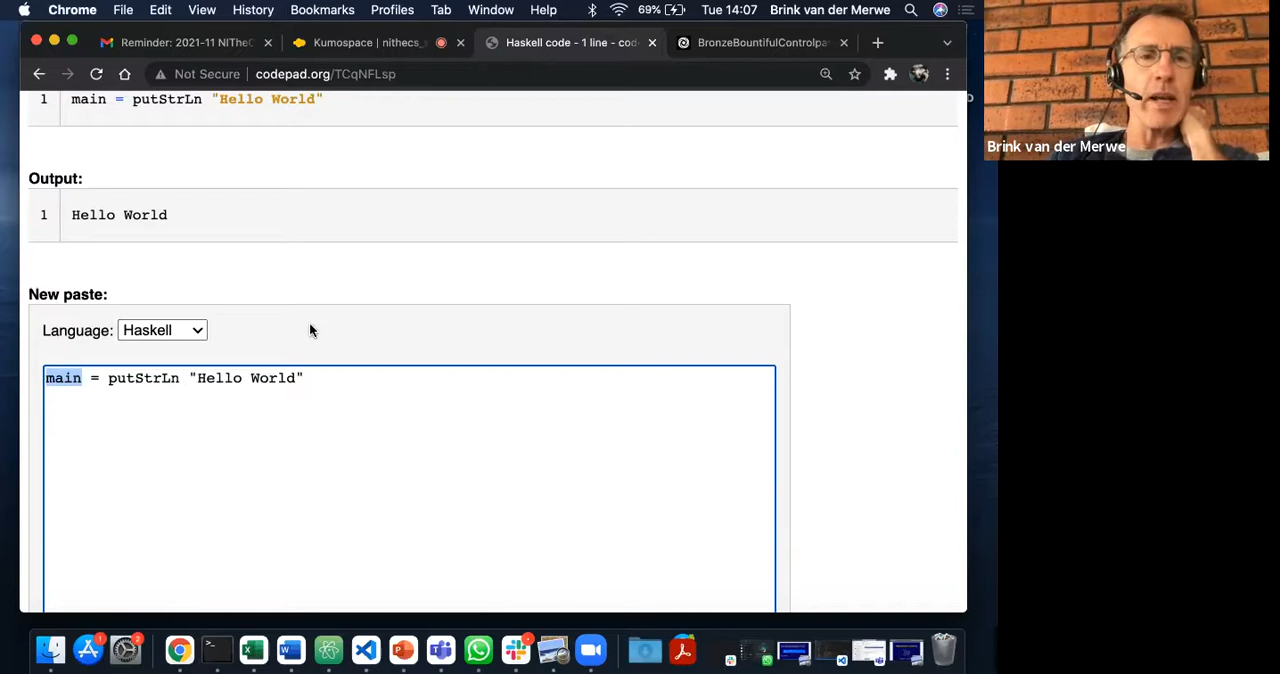 Chrome File Edit View History Bookmarks Profiles Tab Window Help 69% Tue 14:07 Brink van der Merwe
Reminder: 2021-11 NITheC Kumospace | nithecs_ Haskell code - 1 line - cod BronzeBountifulControlpa
Not Secure codepad.org/TCqNFLsp
1 main = putStrLn "Hello World"
Output:
1 Hello World
New paste:
Language: Haskell
main = putStrLn "Hello World"
Brink van der Merwe